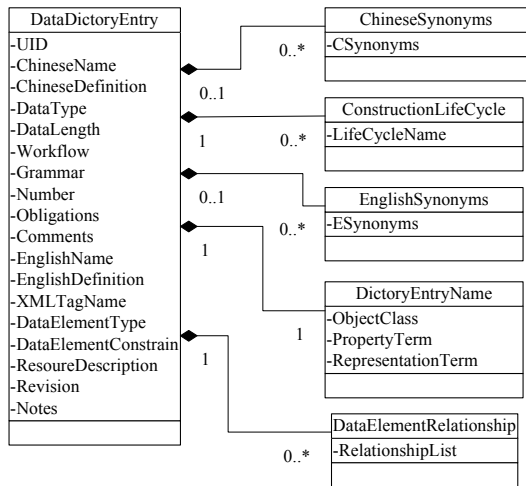 DataDictoryEntry
-UID
-ChineseName
-ChineseDefinition
-DataType
-DataLength
-Workflow
-Grammar
-Number
-Obligations
-Comments
-EnglishName
-EnglishDefinition
-XMLTagName
-DataElementType
-DataElementConstrain
-ResoureDescription
-Revision
-Notes
0..1
0..*
ChineseSynonyms
-CSynonyms
1
0..*
ConstructionLifeCycle
-LifeCycleName
0..1
0..*
EnglishSynonyms
-ESynonyms
1
1
DictoryEntryName
-ObjectClass
-PropertyTerm
-RepresentationTerm
1
0..*
DataElementRelationship
-RelationshipList